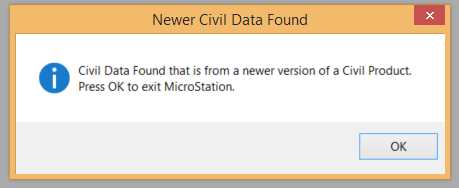 Newer Civil Data Found
Civil Data Found that is from a newer version of a Civil Product.
Press OK to exit MicroStation.
OK